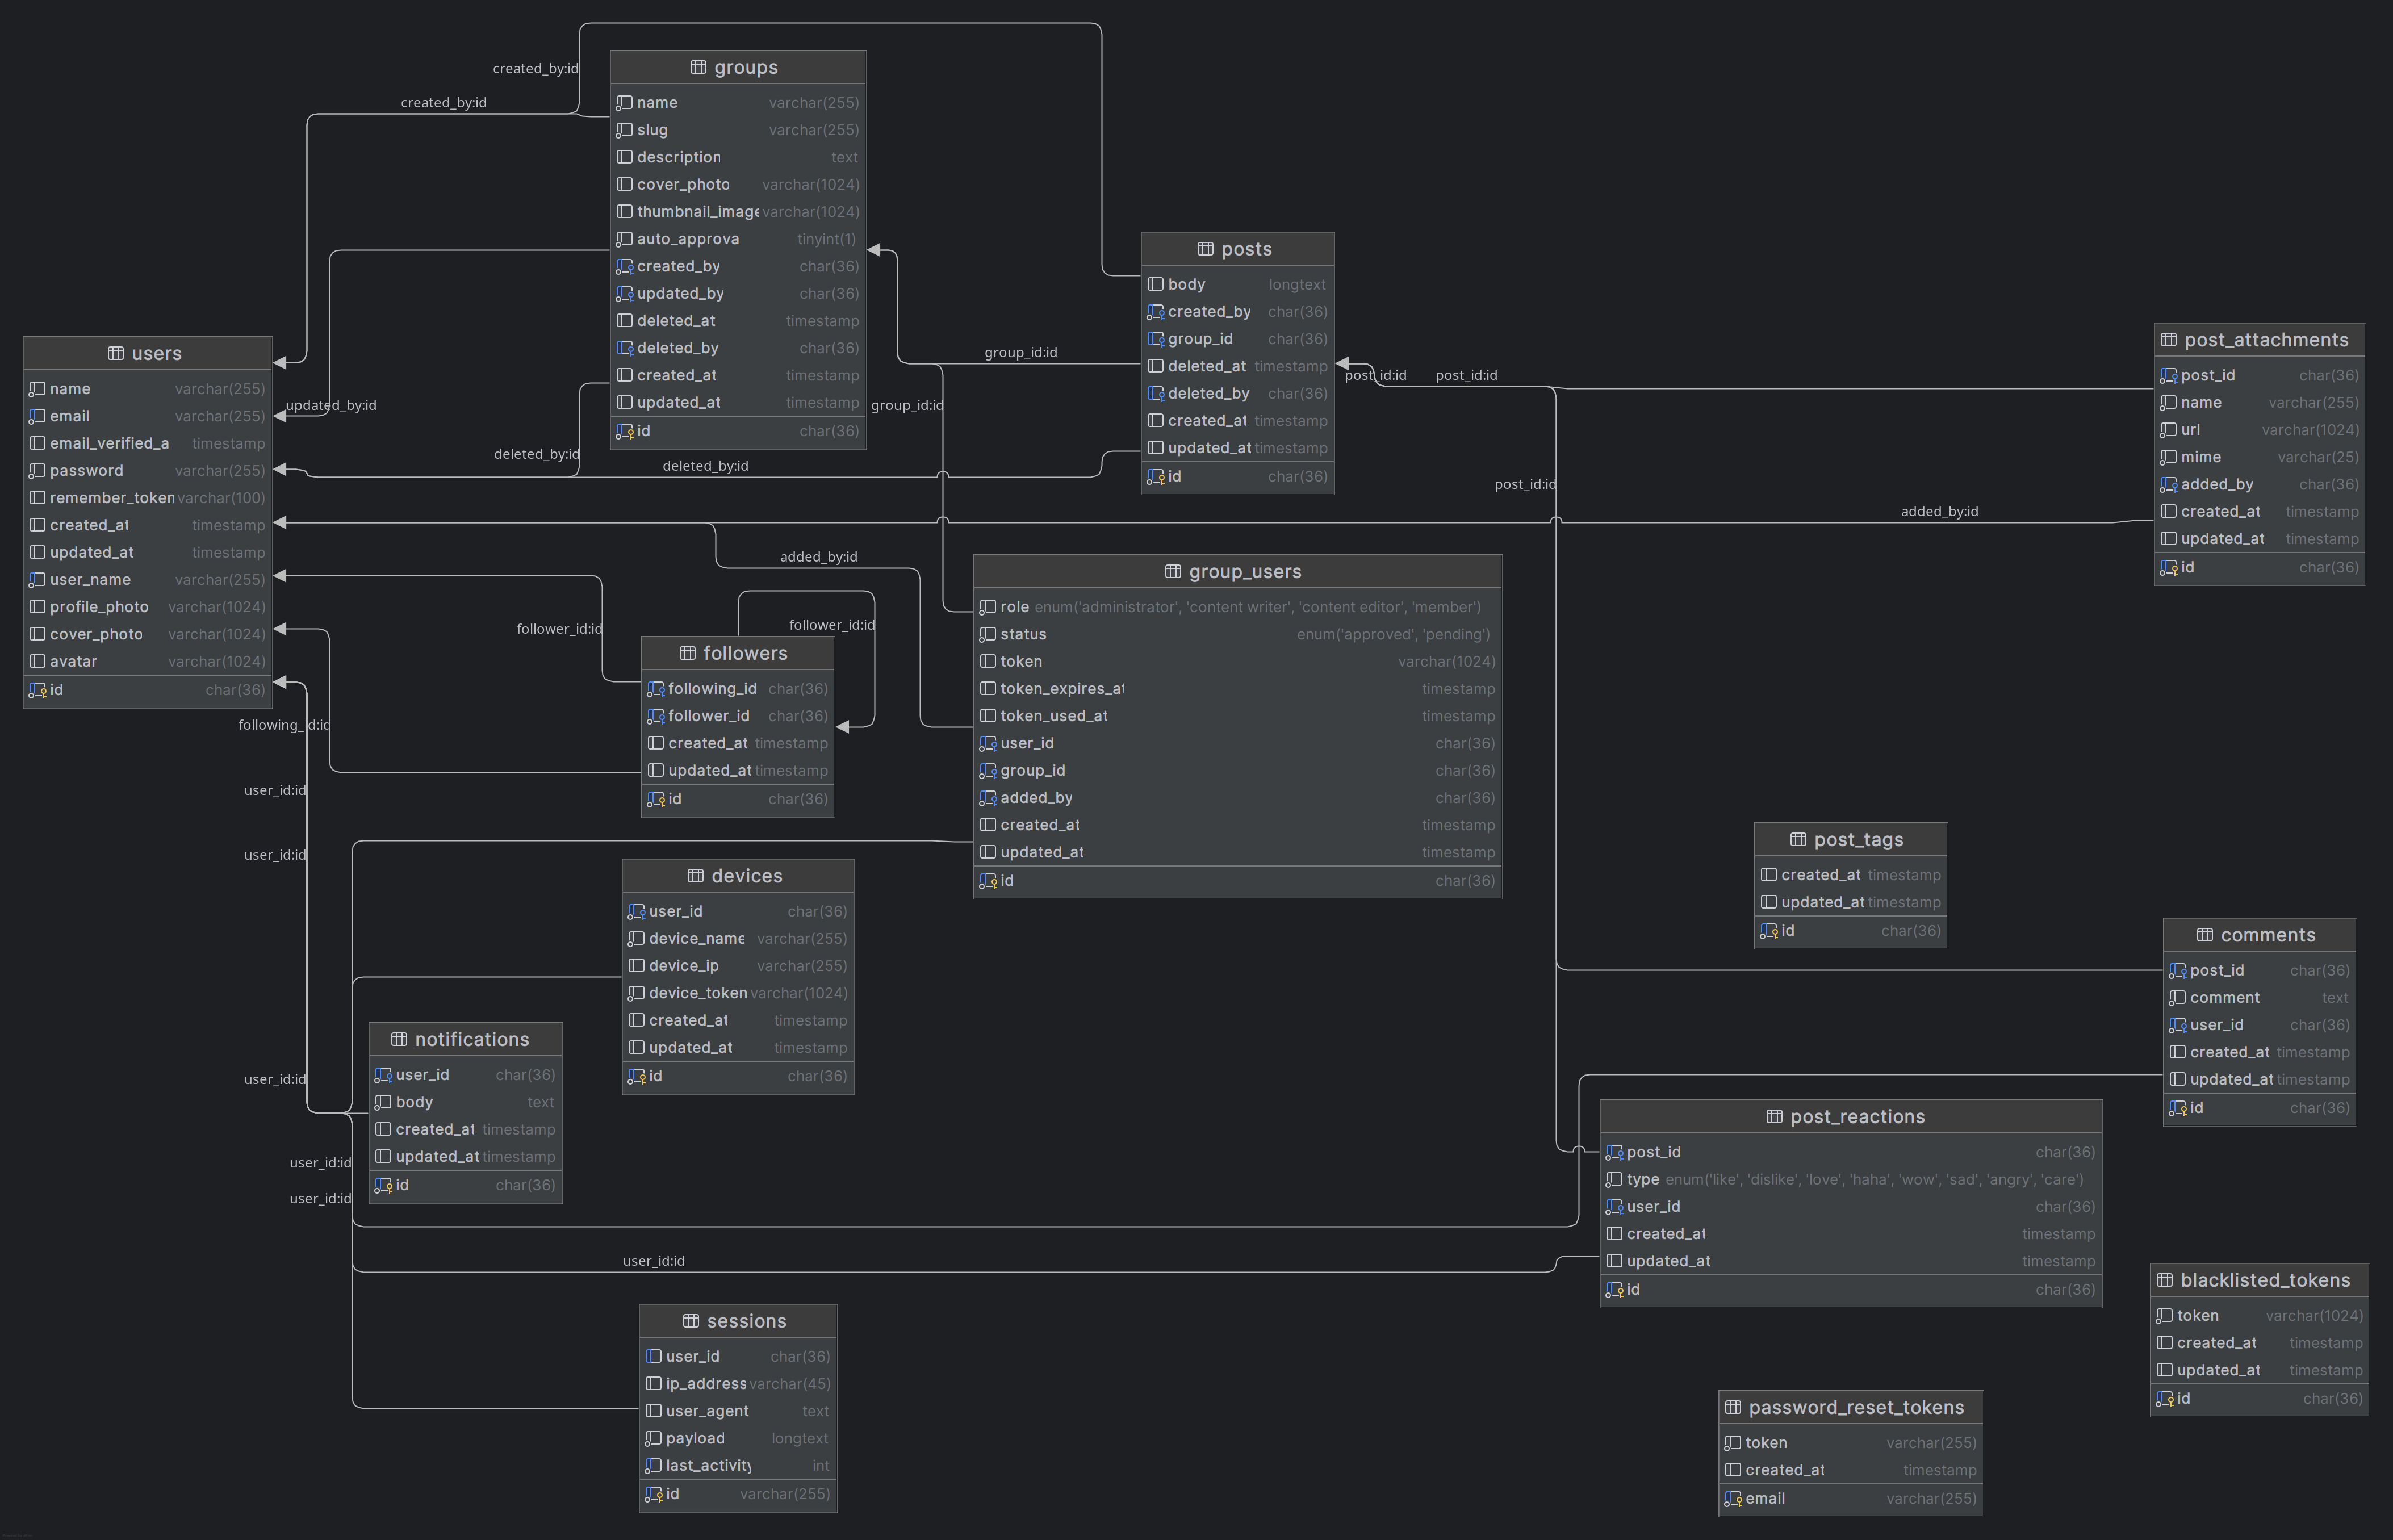 created_by:id
created_by:id
groups
name varchar(255)
slug varchar(255)
description text
cover_photo varchar(1024)
thumbnail_image varchar(1024)
auto_approva tinyint(1)
created_by char(36)
updated_by char(36)
deleted_at timestamp
deleted_by char(36)
created_at timestamp
updated_at timestamp
id char(36)
posts
body longtext
created_by char(36)
group_id char(36)
deleted_at timestamp
deleted_by char(36)
created_at timestamp
updated_at timestamp
id char(36)
post_attachments
post_id char(36)
name varchar(255)
url varchar(1024)
mime varchar(25)
added_by char(36)
created_at timestamp
updated_at timestamp
id char(36)
users
name varchar(255)
email varchar(255)
email_verified_a timestamp
password varchar(255)
remember_token varchar(100)
created_at timestamp
updated_at timestamp
user_name varchar(255)
profile_photo varchar(1024)
cover_photo varchar(1024)
avatar varchar(1024)
id char(36)
updated_by:id
group_id:id
group_id:id
post_id:id
post_id:id
deleted_by:id
deleted_by:id
post_id:id
added_by:id
added_by:id
group_users
role enum('administrator', 'content writer', 'content editor', 'member')
status enum('approved', 'pending')
token varchar(1024)
token_expires_at timestamp
token_used_at timestamp
user_id char(36)
group_id char(36)
added_by char(36)
created_at timestamp
updated_at timestamp
id char(36)
follower_id:id
follower_id:id
followers
following_id char(36)
follower_id char(36)
created_at timestamp
updated_at timestamp
id char(36)
following_id:id
user_id:id
user_id:id
devices
user_id char(36)
device_name varchar(255)
device_ip varchar(255)
device_token varchar(1024)
created_at timestamp
updated_at timestamp
id char(36)
post_tags
created_at timestamp
updated_at timestamp
id char(36)
comments
post_id char(36)
comment text
user_id char(36)
created_at timestamp
updated_at timestamp
id char(36)
notifications
user_id char(36)
body text
created_at timestamp
updated_at timestamp
id char(36)
user_id:id
user_id:id
user_id:id
user_id:id
post_reactions
post_id char(36)
type enum('like', 'dislike', 'love', 'haha', 'wow', 'sad', 'angry', 'care')
user_id char(36)
created_at timestamp
updated_at timestamp
id char(36)
sessions
user_id char(36)
ip_address varchar(45)
user_agent text
payload longtext
last_activity int
id varchar(255)
blacklisted_tokens
token varchar(1024)
created_at timestamp
updated_at timestamp
id char(36)
password_reset_tokens
token varchar(255)
created_at timestamp
email varchar(255)